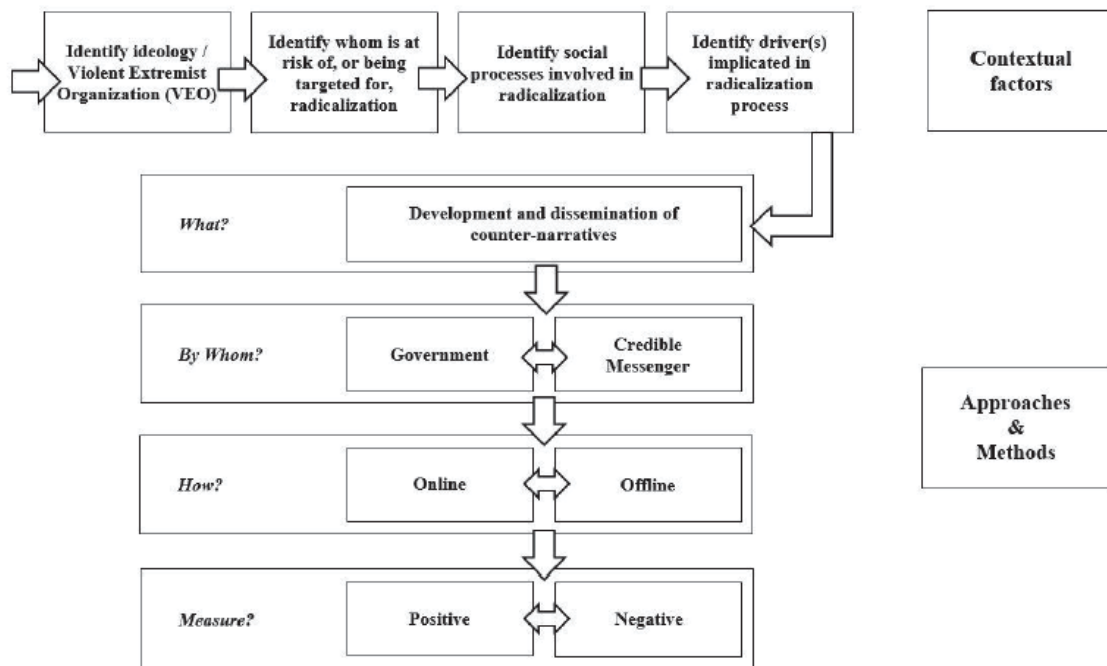 Identify ideology /
Violent Extremist
Organization (VEO)
Identify whom is at
risk of, or being
targeted for,
radicalization
Identify social
processes involved in
radicalization
Identify driver(s)
implicated in
radicalization
process
Contextual
factors
What?
Development and dissemination of
counter-narratives
By Whom?
Government
Credible
Messenger
Approaches
&
Methods
How?
Online
Offline
Measure?
Positive
Negative